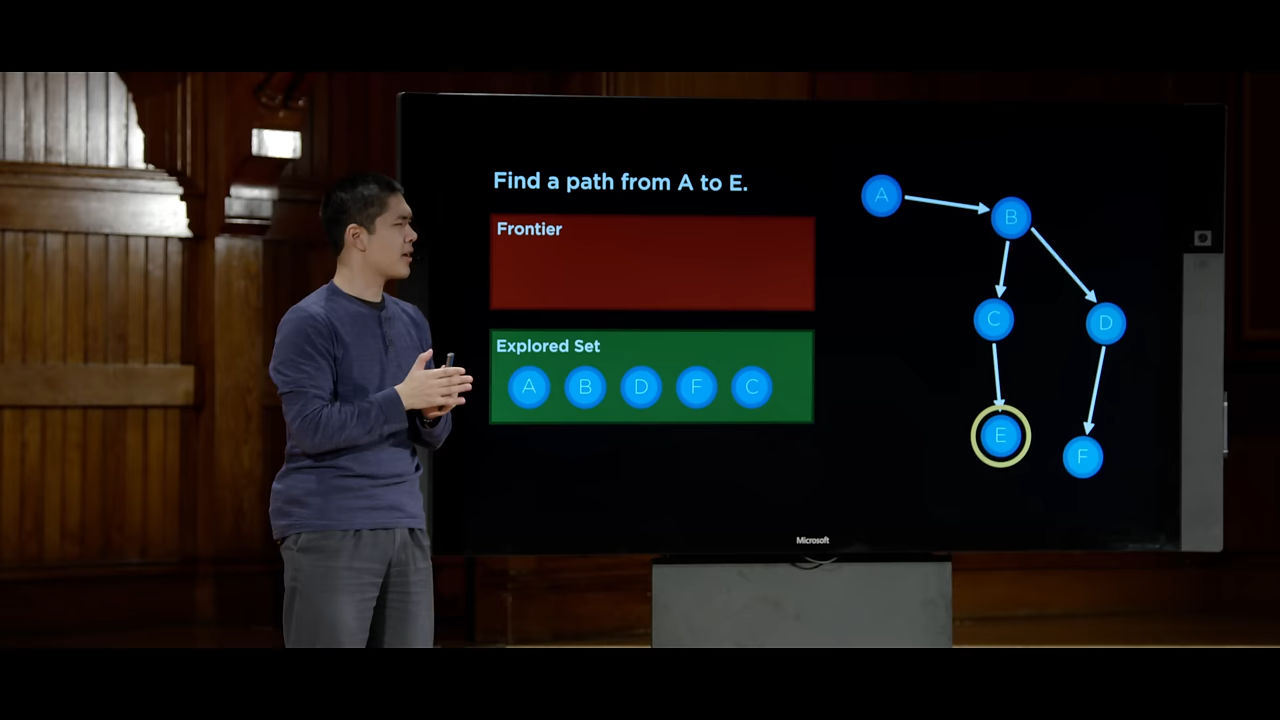 Find a path from A to E.
Frontier
Explored Set
A B D F C
A
B
C
D
E
F
Microsoft